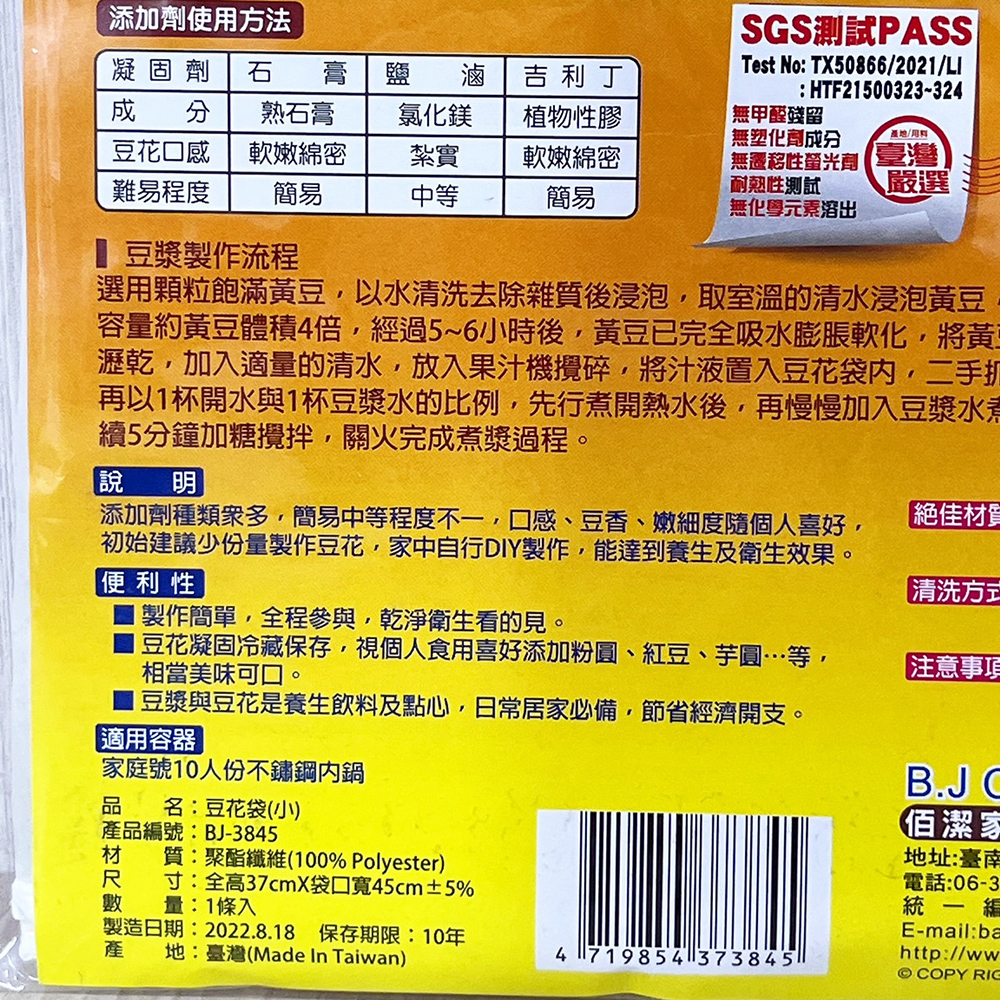 添加劑使用方法
凝固劑 石膏 鹽滷 吉利丁
成分 熟石膏 氯化鎂 植物性膠
豆花口感 軟嫩綿密 紮實 軟嫩綿密
難易程度 簡易 中等 簡易
SGS測試PASS
Test No: TX50866/2021/LI
: HTF21500323~324
無甲醛殘留
無塑化劑成分
無遷移性螢光劑
耐熱性測試
無化學元素溶出
產地/用料
臺灣
嚴選
豆漿製作流程
選用顆粒飽滿黃豆，以水清洗去除雜質後浸泡，取室溫的清水浸泡黃豆，
容量約黃豆體積4倍，經過5~6小時後，黃豆已完全吸水膨脹軟化，將黃豆
瀝乾，加入適量的清水，放入果汁機攪碎，將汁液置入豆花袋內，二手抓
再以1杯開水與1杯豆漿水的比例，先行煮開熱水後，再慢慢加入豆漿水煮
續5分鐘加糖攪拌，關火完成煮漿過程。
說明
添加劑種類眾多，簡易中等程度不一，口感、豆香、嫩細度隨個人喜好，
初始建議少份量製作豆花，家中自行DIY製作，能達到養生及衛生效果。
便利性
■製作簡單，全程參與，乾淨衛生看的見。
■豆花凝固冷藏保存，視個人食用喜好添加粉圓、紅豆、芋圓…等，
相當美味可口。
■豆漿與豆花是養生飲料及點心，日常居家必備，節省經濟開支。
適用容器
家庭號10人份不鏽鋼內鍋
品名：豆花袋(小)
產品編號：BJ-3845
材質：聚酯纖維(100% Polyester)
尺寸：全高37cmX袋口寬45cm±5%
數量：1條入
製造日期：2022.8.18 保存期限：10年
產地：臺灣(Made In Taiwan)
4 719854 373845
絕佳材質
清洗方式
注意事項
B.J C
佰潔家
地址:臺南
電話:06-3
統一編
E-mail:ba
http://ww
© COPY RIG